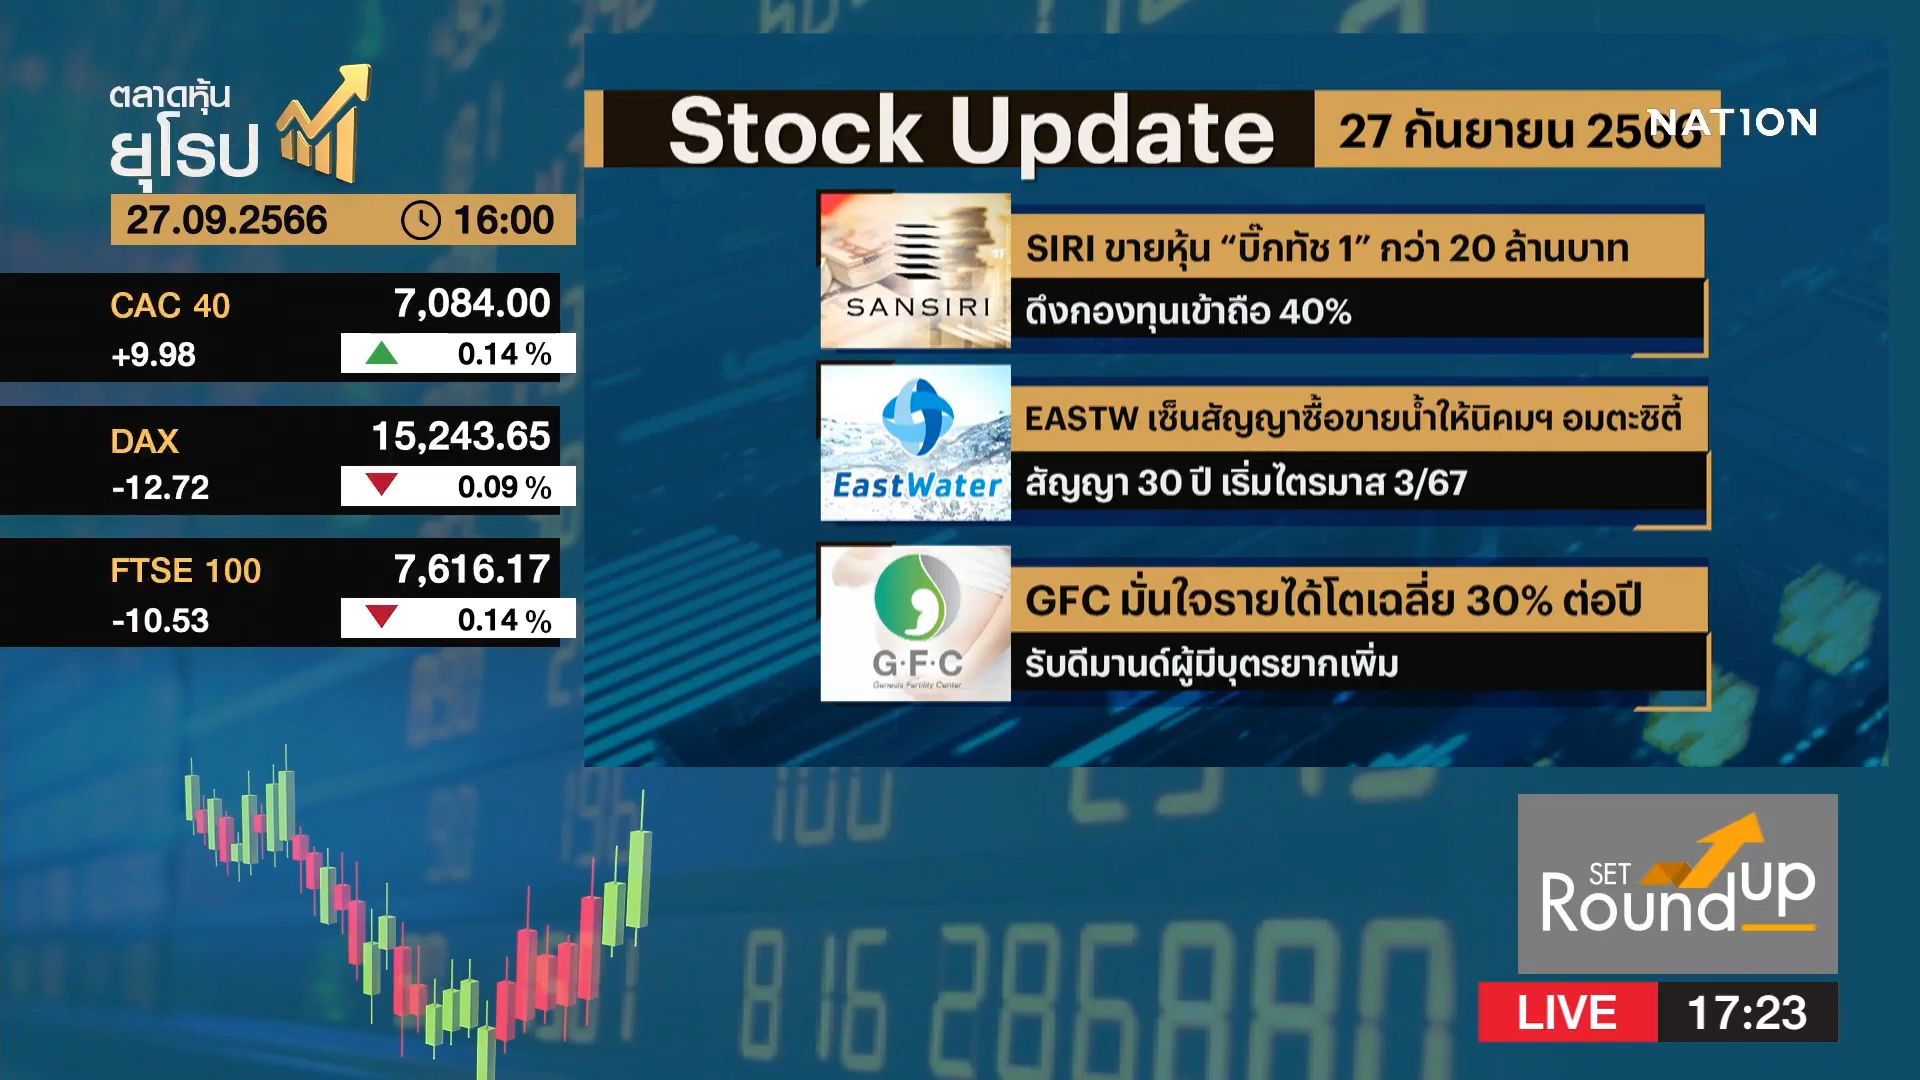 ตลาดหุ้น
ยุโรป
27.09.2566 16:00
CAC 40 7,084.00
+9.98 0.14 %
DAX 15,243.65
-12.72 0.09 %
FTSE 100 7,616.17
-10.53 0.14 %
Stock Update 27 กันยายน 2566
NATION
SANSIRI
SIRI ขายหุ้น “บิ๊กทัช 1” กว่า 20 ล้านบาท
ดึงกองทุนเข้าถือ 40%
EastWater
EASTW เซ็นสัญญาซื้อขายน้ำให้นิคมฯ อมตะซิตี้
สัญญา 30 ปี เริ่มไตรมาส 3/67
G·F·C
Genesis Fertility Center
GFC มั่นใจรายได้โตเฉลี่ย 30% ต่อปี
รับดีมานด์ผู้มีบุตรยากเพิ่ม
SET
Roundup
LIVE 17:23